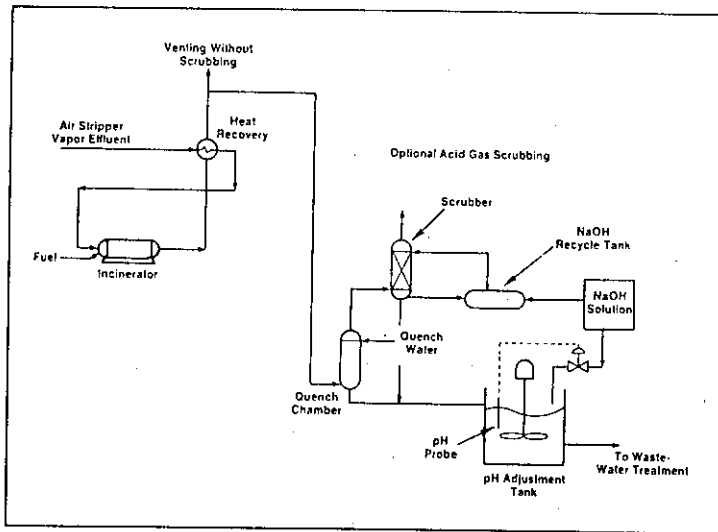 Venting Without
Scrubbing
Air Stripper
Vapor Effluent
Heat
Recovery
Fuel
Incinerator
Optional Acid Gas Scrubbing
Scrubber
NaOH
Recycle Tank
NaOH
Solution
Quench
Water
Quench
Chamber
pH
Probe
pH Adjustment
Tank
To Waste-
Water Treatment